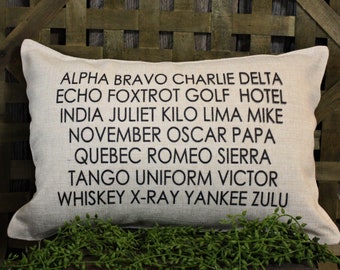 ALPHA BRAVO CHARLIE DELTA
ECHO FOXTROT GOLF HOTEL
INDIA JULIET KILO LIMA MIKE
NOVEMBER OSCAR PAPA
QUEBEC ROMEO SIERRA
TANGO UNIFORM VICTOR
WHISKEY X-RAY YANKEE ZULU